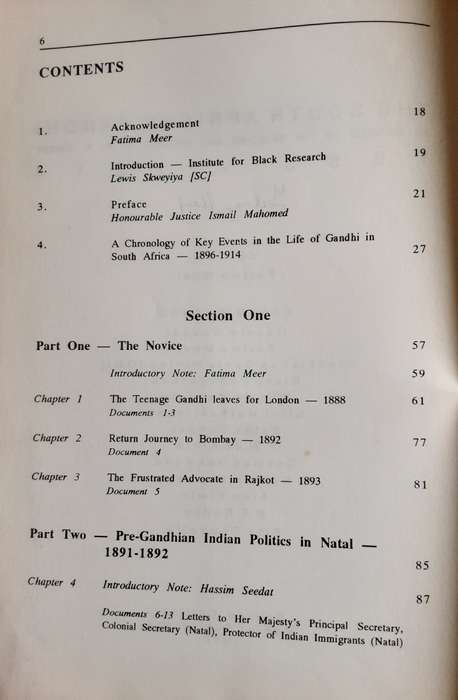 6
CONTENTS
18
1. Acknowledgement
Fatima Meer
2. Introduction — Institute for Black Research 19
Lewis Skweyiya [SC]
3. Preface 21
Honourable Justice Ismail Mahomed
4. A Chronology of Key Events in the Life of Gandhi in
South Africa — 1896-1914 27
Section One
Part One — The Novice 57
Introductory Note: Fatima Meer 59
Chapter 1 The Teenage Gandhi leaves for London — 1888 61
Documents 1-3
Chapter 2 Return Journey to Bombay — 1892 77
Document 4
Chapter 3 The Frustrated Advocate in Rajkot — 1893 81
Document 5
Part Two — Pre-Gandhian Indian Politics in Natal —
1891-1892 85
Chapter 4 Introductory Note: Hassim Seedat 87
Documents 6-13 Letters to Her Majesty's Principal Secretary,
Colonial Secretary (Natal), Protector of Indian Immigrants (Natal)